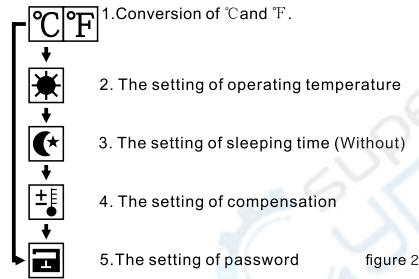 ℃ ℉ 1.Conversion of ℃and ℉.
2. The setting of operating temperature
3. The setting of sleeping time (Without)
4. The setting of compensation
5.The setting of password figure 2